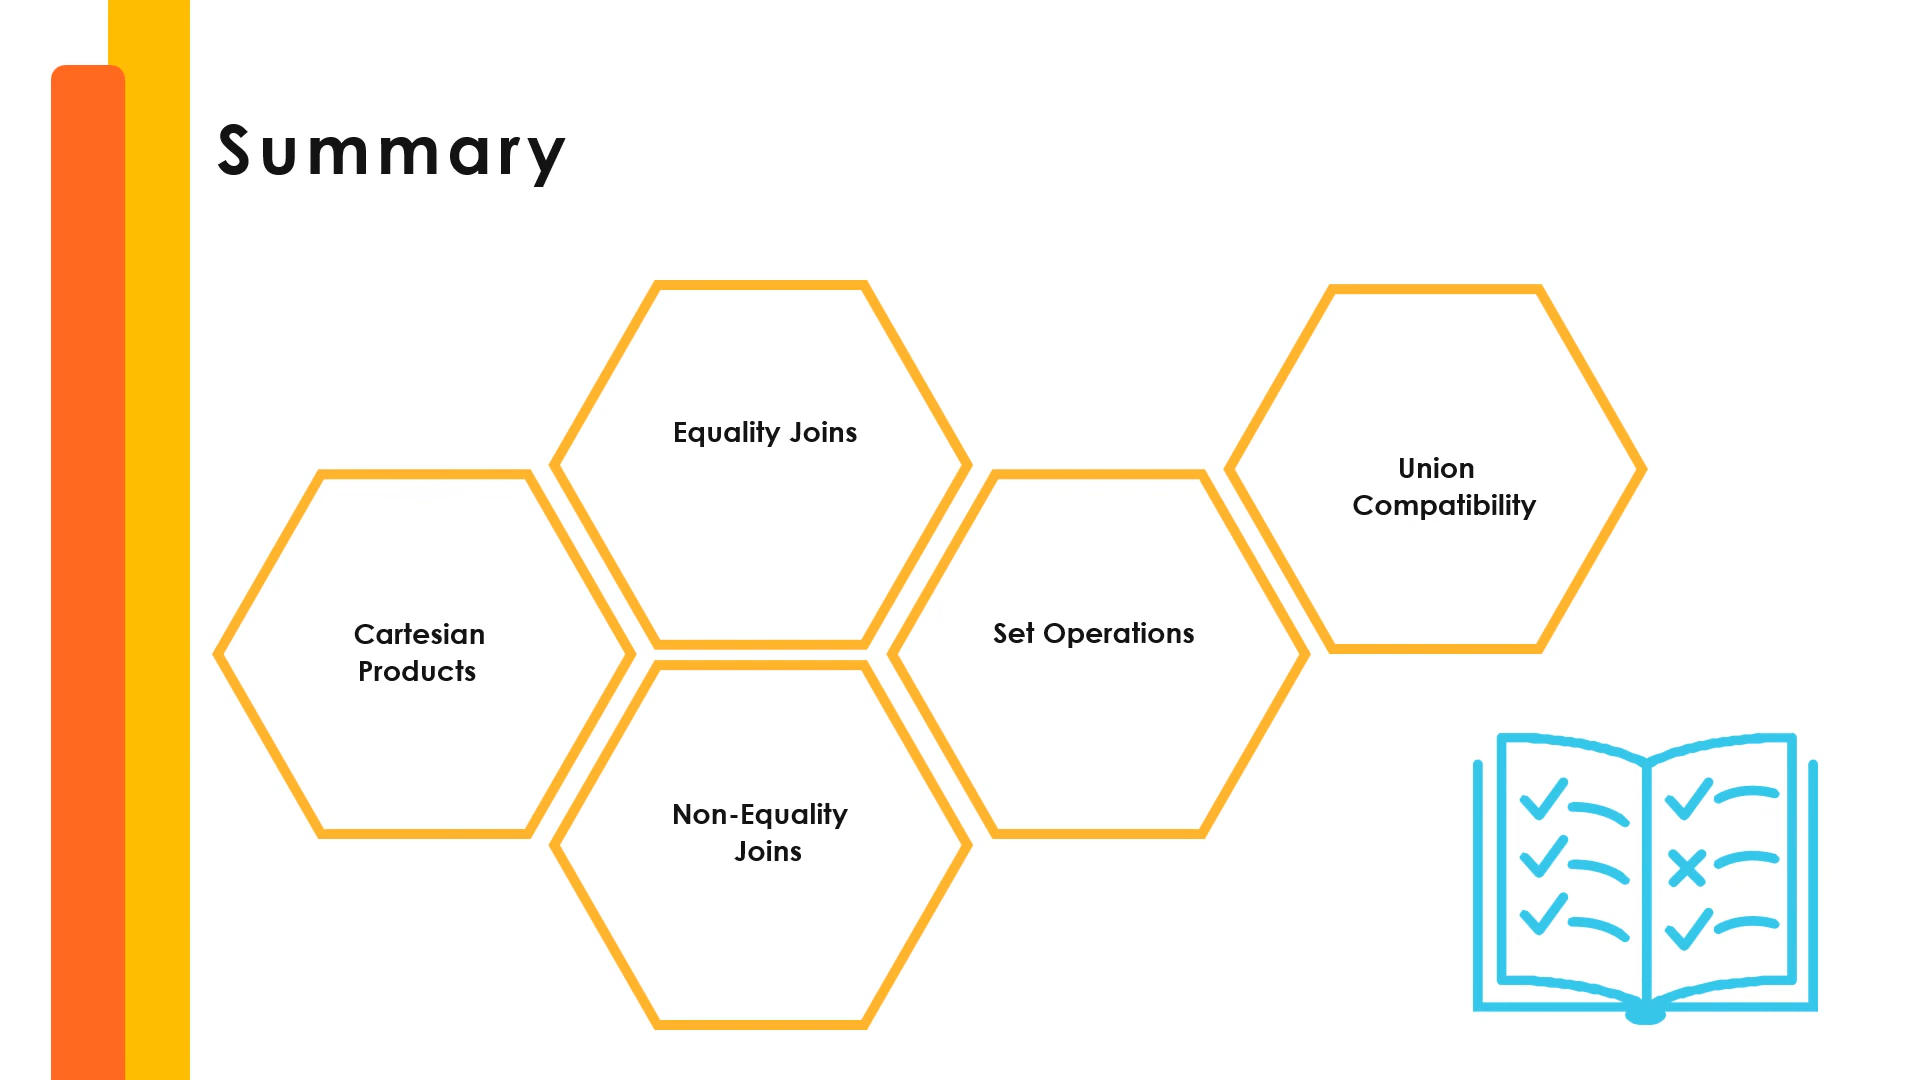 Summary
Equality Joins
Union
Compatibility
Cartesian
Products
Set Operations
Non-Equality
Joins